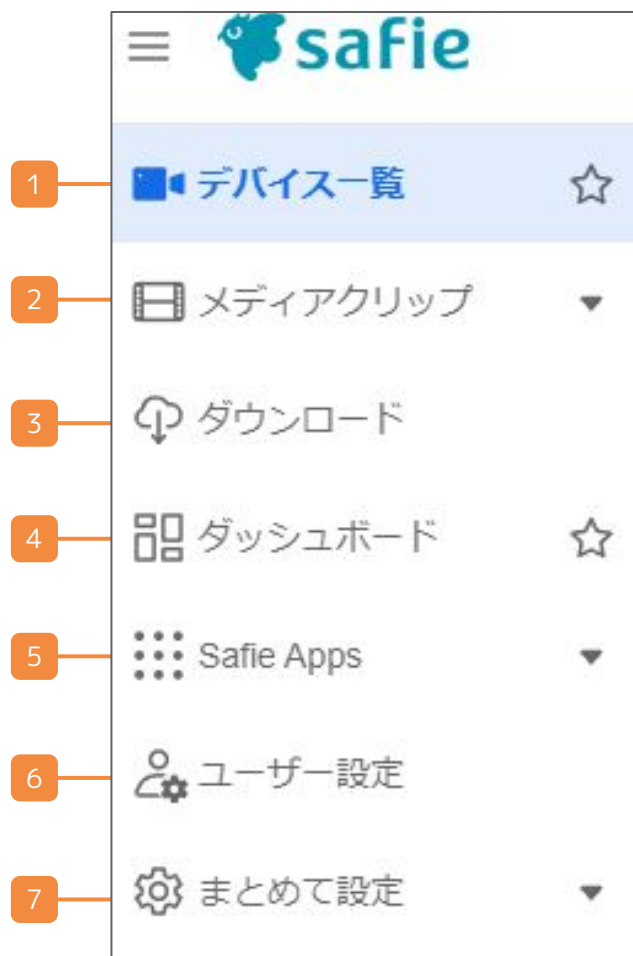 safie
1 デバイス一覧
2 メディアクリップ
3 ダウンロード
4 ダッシュボード
5 Safie Apps
6 ユーザー設定
7 まとめて設定